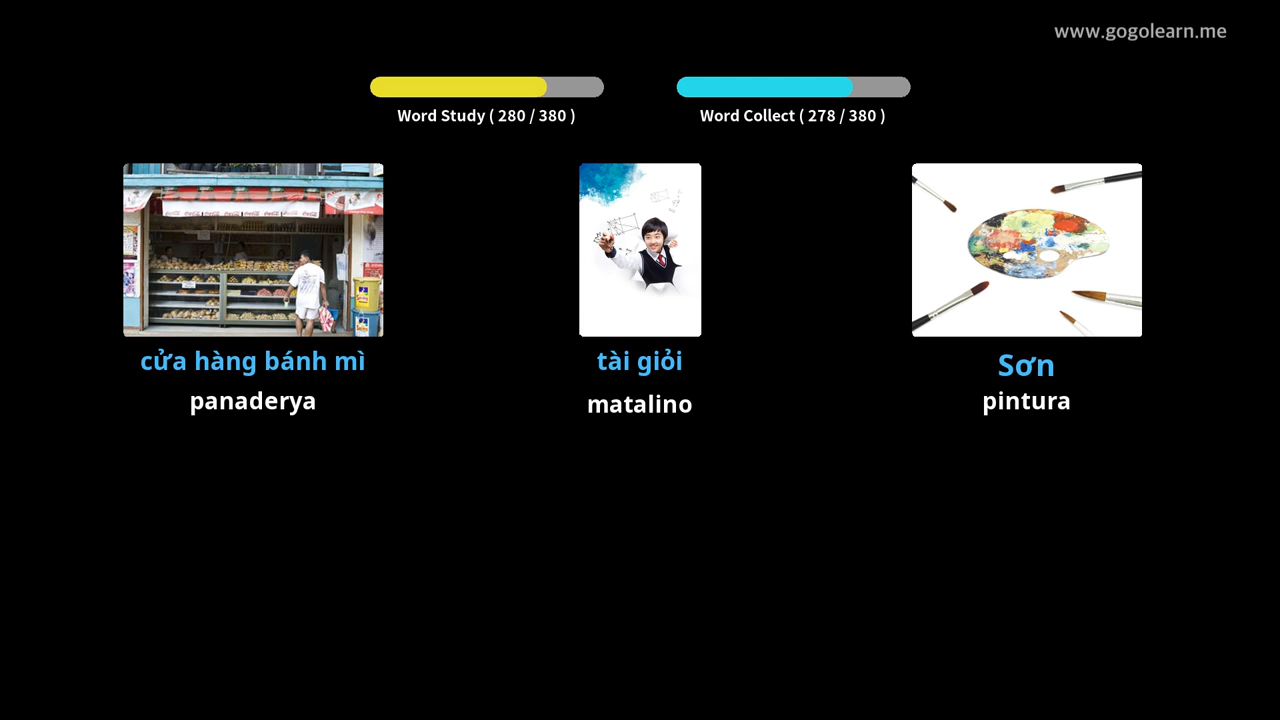 www.gogolearn.me
Word Study ( 280 / 380 )
Word Collect ( 278 / 380 )
cửa hàng bánh mì
panaderya
tài giỏi
matalino
Sơn
pintura